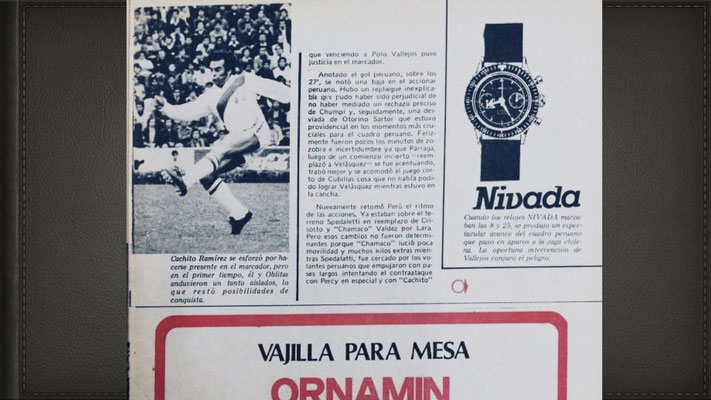 que venciendo a Polo Vallejos puso
justicia en el marcador.
Anotado el gol peruano, sobre los
27', se notó una baja en el accionar
peruano. Hubo un repliegue inexplica-
ble que pudo haber sido perjudicial de
no haber mediado un rechazo preciso
de Chumpi y, seguidamente, una des-
viada de Otorino Sartor que estuvo
providencial en los momentos más cru-
ciales para el cuadro peruano. Feliz-
mente fueron pocos los minutos de zo-
zobra e incertidumbre ya que Párraga,
luego de un comienzo incierto —reem-
plazó a Velásquez— se fue acentuando,
trabó mejor y se acomodó al juego cor-
to de Cubillas cosa que no había podi-
do lograr Velásquez mientras estuvo en
la cancha.
Nuevamente retomó Perú el ritmo
de las acciones. Ya estaban sobre el te-
rreno Spedaletti en reemplazo de Cri-
sosto y "Chamaco" Valdez por Lara.
Pero esos cambios no fueron determi-
nantes porque "Chamaco" lució poca
movilidad y muchos kilos extras mien-
tras Spedalatti, fue cercado por los vo-
lantes peruanos que empujaron con pa-
ses largos intentando el contraataque
con Percy en especial y con "Cachito"
Cachito Ramírez se esforzó por ha-
cerse presente en el marcador, pero
en el primer tiempo, él y Oblitas
anduvieron un tanto aislados, lo
que restó posibilidades de
conquista.
Nivada
Cuando los relojes NIVADA marca-
ban las 8 y 25, se produjo un espec-
tacular avance del cuadro peruano
que puso en apuros a la zaga chile-
na. La oportuna intervención de
Vallejos conjuró el peligro.
VAJILLA PARA MESA
ORNAMIN